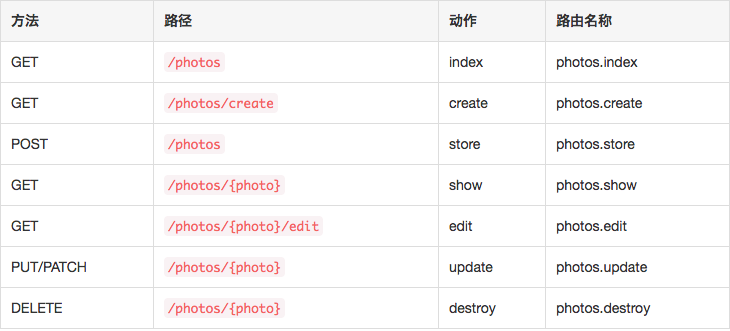 方法 路径 动作 路由名称
GET /photos index photos.index
GET /photos/create create photos.create
POST /photos store photos.store
GET /photos/{photo} show photos.show
GET /photos/{photo}/edit edit photos.edit
PUT/PATCH /photos/{photo} update photos.update
DELETE /photos/{photo} destroy photos.destroy